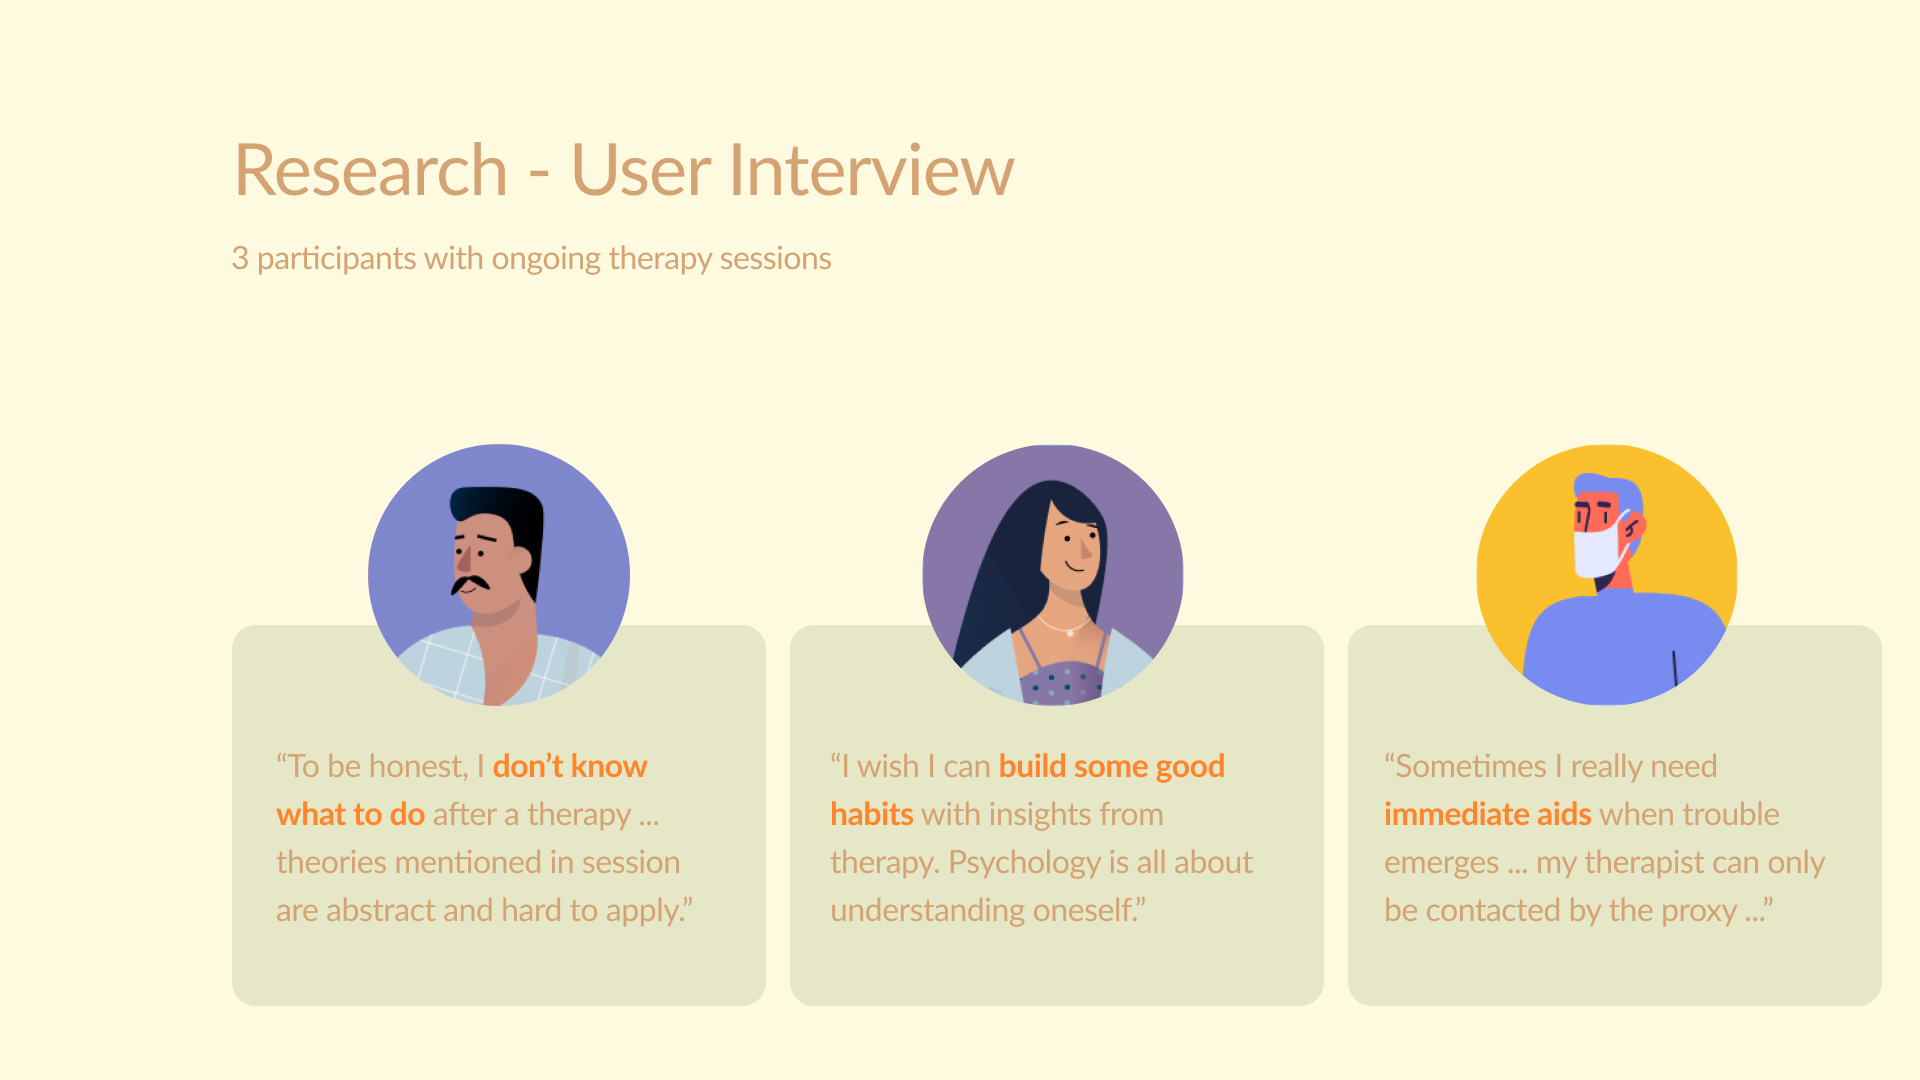 Research - User Interview
3 participants with ongoing therapy sessions
“To be honest, I don’t know
what to do after a therapy ...
theories mentioned in session
are abstract and hard to apply.”
“I wish I can build some good
habits with insights from
therapy. Psychology is all about
understanding oneself.”
“Sometimes I really need
immediate aids when trouble
emerges ... my therapist can only
be contacted by the proxy ...”